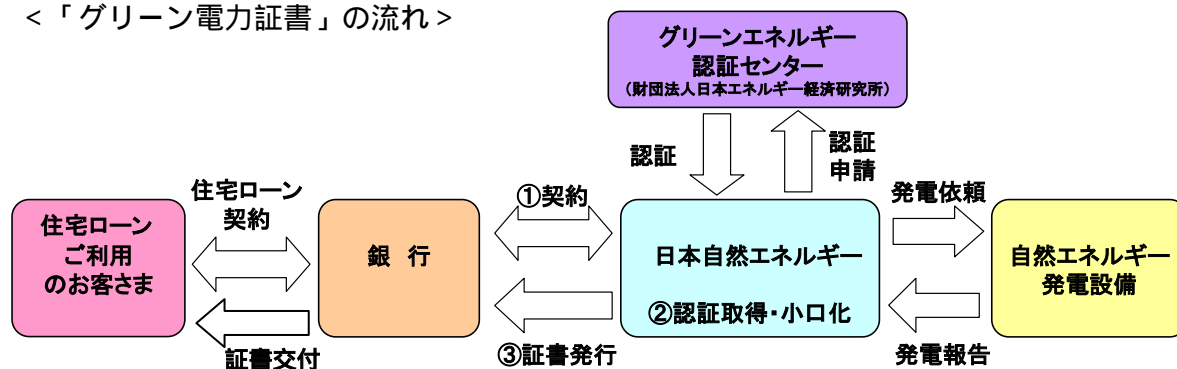 <「グリーン電力証書」の流れ>
グリーンエネルギー
認証センター
(財団法人日本エネルギー経済研究所)
認証
認証
申請
住宅ローン
契約
①契約
発電依頼
住宅ローン
ご利用
のお客さま
銀 行
日本自然エネルギー
②認証取得・小口化
自然エネルギー
発電設備
証書交付
③証書発行
発電報告